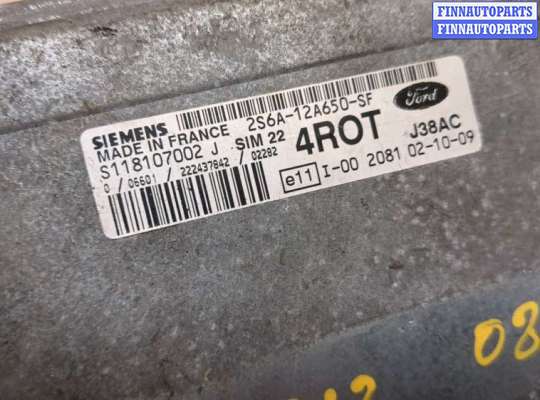 FINNAUTOPARTS
FINNAUTOPARTS
SIEMENS 2S6A-12A650-SF Ford
MADE IN FRANCE SIM 22 4ROT J38AC
S118107002 J
0 / 06601 / 222437842 / 02282
e11 I-00 2081 02-10-09
08